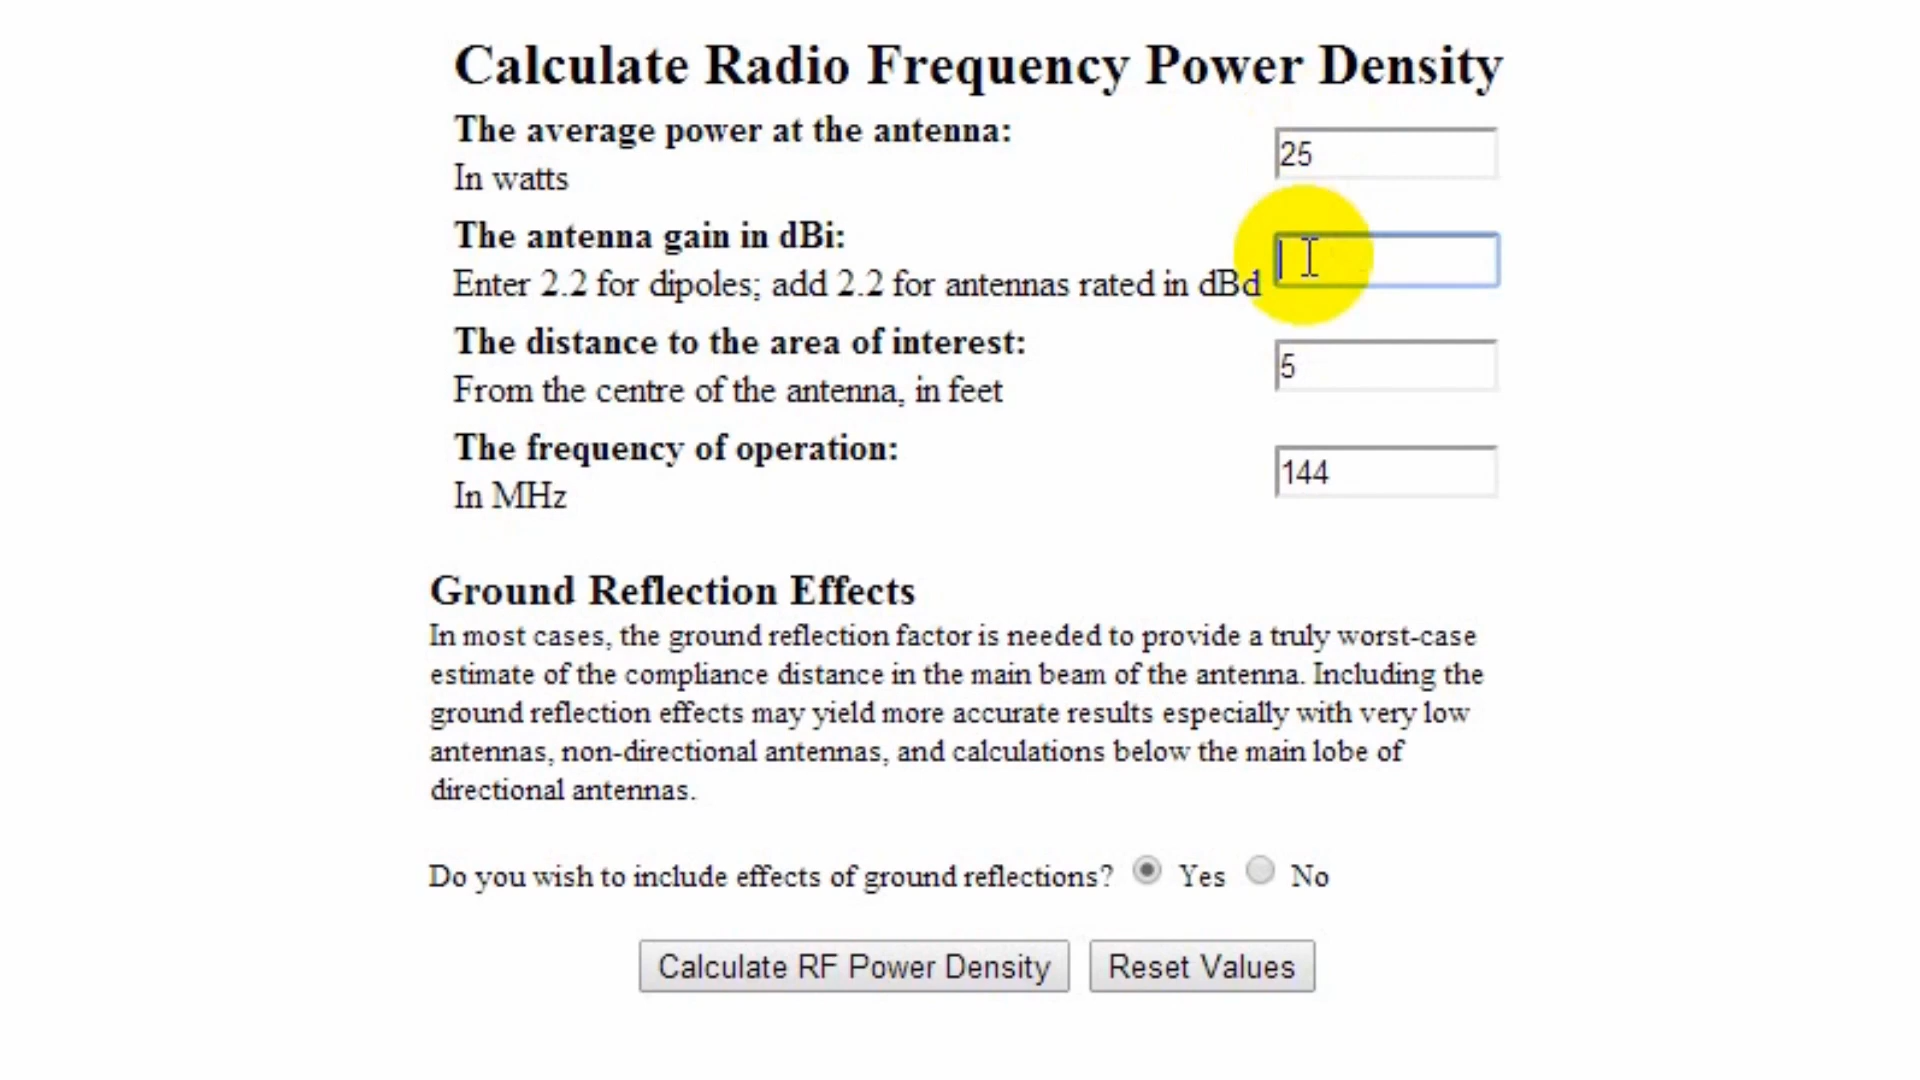 Calculate Radio Frequency Power Density
The average power at the antenna:
In watts
25
The antenna gain in dBi:
Enter 2.2 for dipoles; add 2.2 for antennas rated in dBd
The distance to the area of interest:
From the centre of the antenna, in feet
5
The frequency of operation:
In MHz
144
Ground Reflection Effects
In most cases, the ground reflection factor is needed to provide a truly worst-case
estimate of the compliance distance in the main beam of the antenna. Including the
ground reflection effects may yield more accurate results especially with very low
antennas, non-directional antennas, and calculations below the main lobe of
directional antennas.
Do you wish to include effects of ground reflections? Yes No
Calculate RF Power Density Reset Values